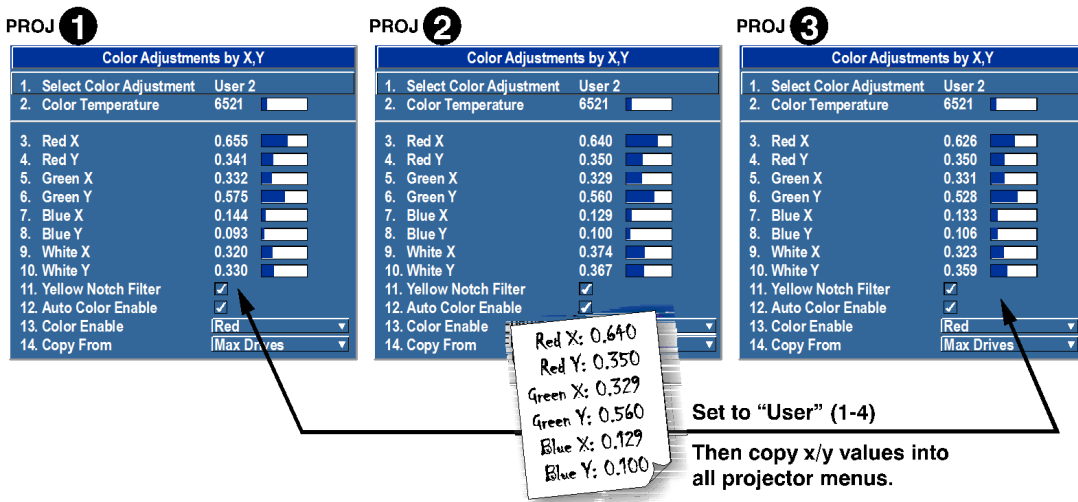 PROJ 1
Color Adjustments by X,Y
1. Select Color Adjustment User 2
2. Color Temperature 6521
3. Red X 0.655
4. Red Y 0.341
5. Green X 0.332
6. Green Y 0.575
7. Blue X 0.144
8. Blue Y 0.093
9. White X 0.320
10. White Y 0.330
11. Yellow Notch Filter
12. Auto Color Enable
13. Color Enable Red
14. Copy From Max Drives
PROJ 2
Color Adjustments by X,Y
1. Select Color Adjustment User 2
2. Color Temperature 6521
3. Red X 0.640
4. Red Y 0.350
5. Green X 0.329
6. Green Y 0.560
7. Blue X 0.129
8. Blue Y 0.100
9. White X 0.374
10. White Y 0.367
11. Yellow Notch Filter
12. Auto Color Enable
13. Color Enable
14. Copy From
Red X: 0.640
Red Y: 0.350
Green X: 0.329
Green Y: 0.560
Blue X: 0.129
Blue Y: 0.100
PROJ 3
Color Adjustments by X,Y
1. Select Color Adjustment User 2
2. Color Temperature 6521
3. Red X 0.626
4. Red Y 0.350
5. Green X 0.331
6. Green Y 0.528
7. Blue X 0.133
8. Blue Y 0.106
9. White X 0.323
10. White Y 0.359
11. Yellow Notch Filter
12. Auto Color Enable
13. Color Enable Red
14. Copy From Max Drives
Set to “User” (1-4)
Then copy x/y values into
all projector menus.